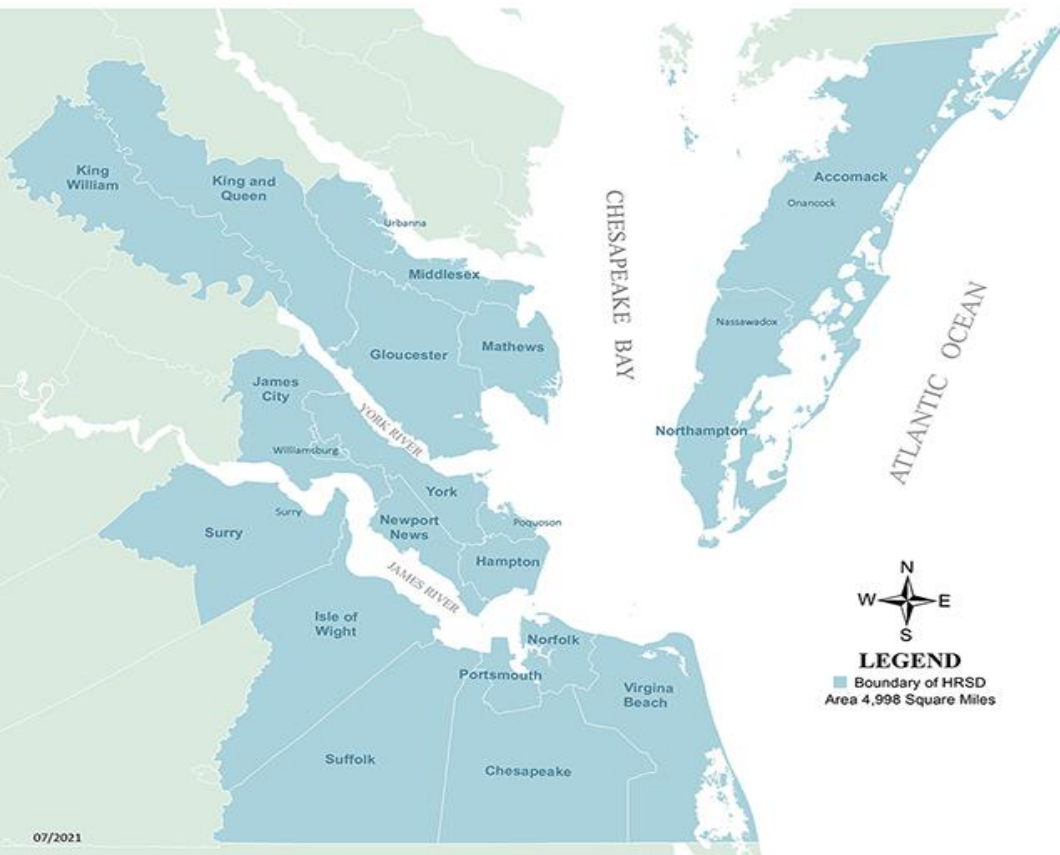 King
William
King and
Queen
Urbanna
Middlesex
Gloucester
Mathews
CHESAPEAKE BAY
Accomack
Onancock
Nassawadox
Northampton
ATLANTIC OCEAN
James
City
YORK RIVER
Williamsburg
York
Newport
News
Poquoson
Hampton
Surry
Surry
JAMES RIVER
Isle of
Wight
Norfolk
Portsmouth
Virgina
Beach
Suffolk
Chesapeake
N
W E
S
LEGEND
Boundary of HRSD
Area 4,998 Square Miles
07/2021